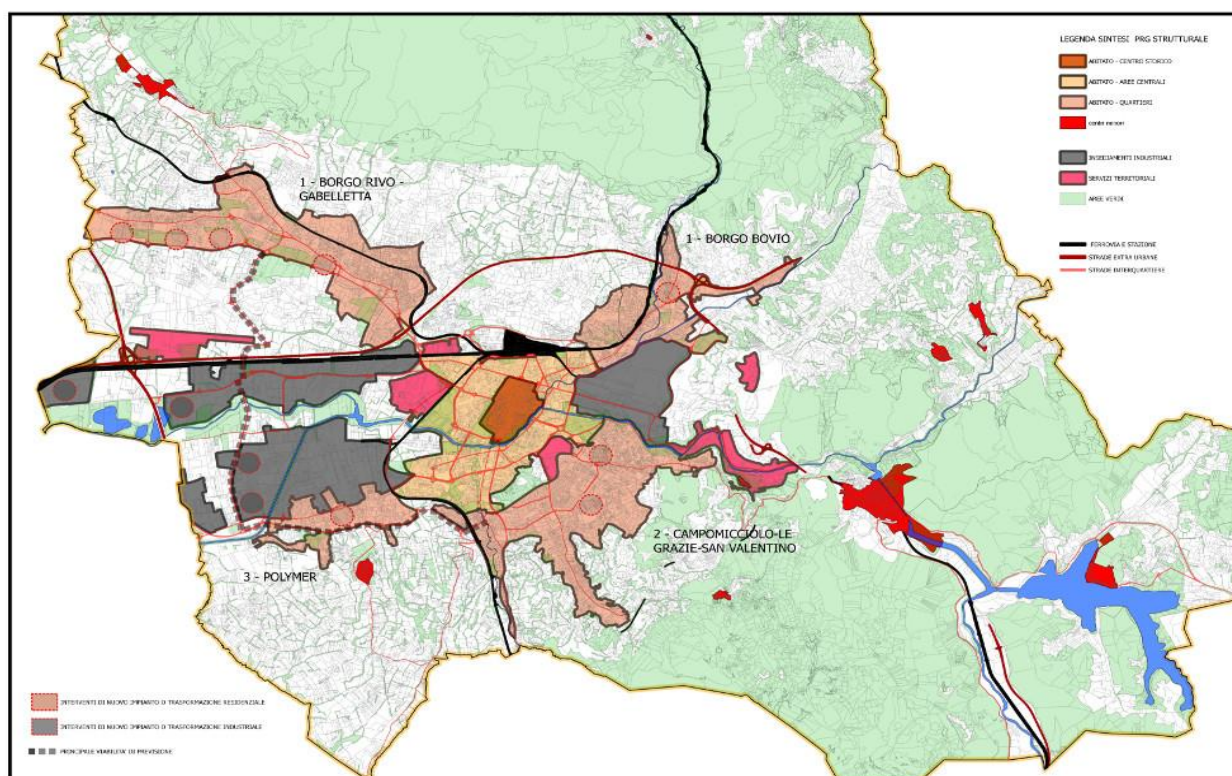 LEGENDA SINTESI PRG STRUTTURALE
ABITATO - CENTRO STORICO
ABITATO - AREE CENTRALI
ABITATO - QUARTIERI
centri minori
INSEDIAMENTI INDUSTRIALI
SERVIZI TERRITORIALI
AREE VERDI
FERROVIA E STAZIONE
STRADE EXTRA URBANE
STRADE INTERQUARTIERE
1 - BORGO RIVO -
GABELLETTA
1 - BORGO BOVIO
2 - CAMPOMICCIOLO-LE
GRAZIE-SAN VALENTINO
3 - POLYMER
INTERVENTI DI NUOVO IMPIANTO O TRASFORMAZIONE RESIDENZIALE
INTERVENTI DI NUOVO IMPIANTO O TRASFORMAZIONE INDUSTRIALE
PRINCIPALE VIABILITA' DI PREVISIONE